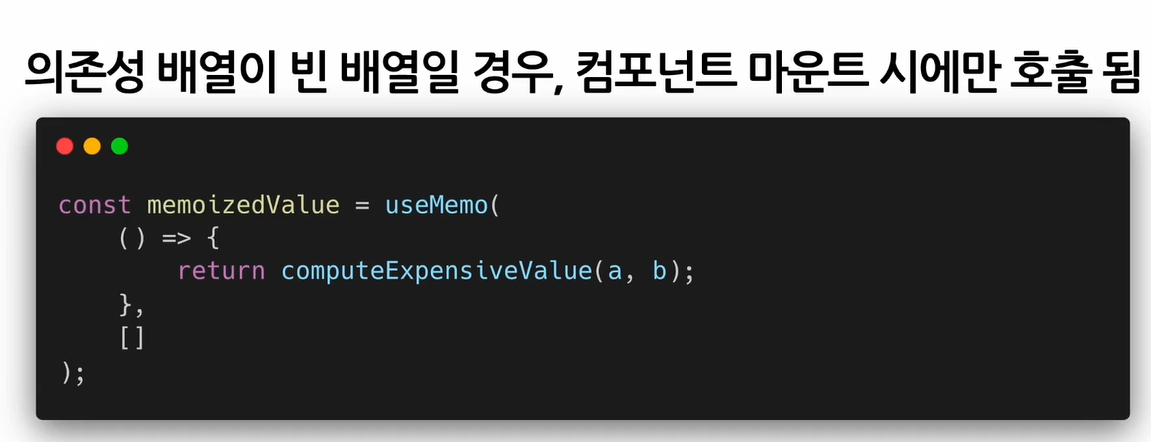 의존성 배열이 빈 배열일 경우, 컴포넌트 마운트 시에만 호출 됨
const memoizedValue = useMemo(
    () => {
        return computeExpensiveValue(a, b);
    },
    []
);